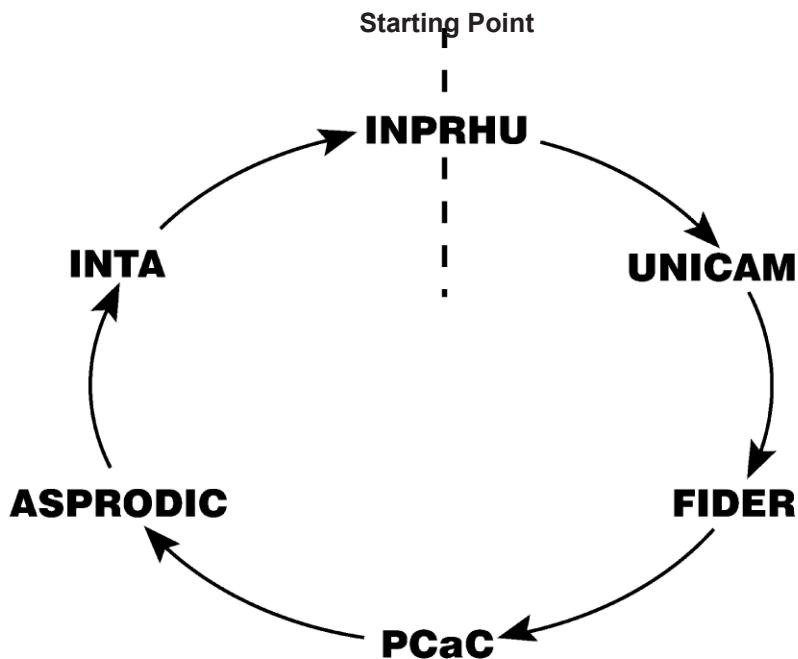 Starting Point
INPRHU
UNICAM
FIDER
PCaC
ASPRODIC
INTA